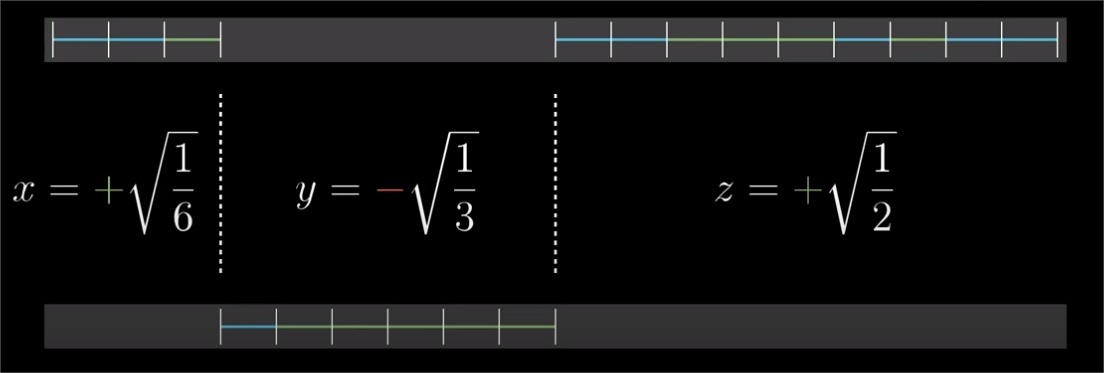 x = +√(1/6)
y = −√(1/3)
z = +√(1/2)